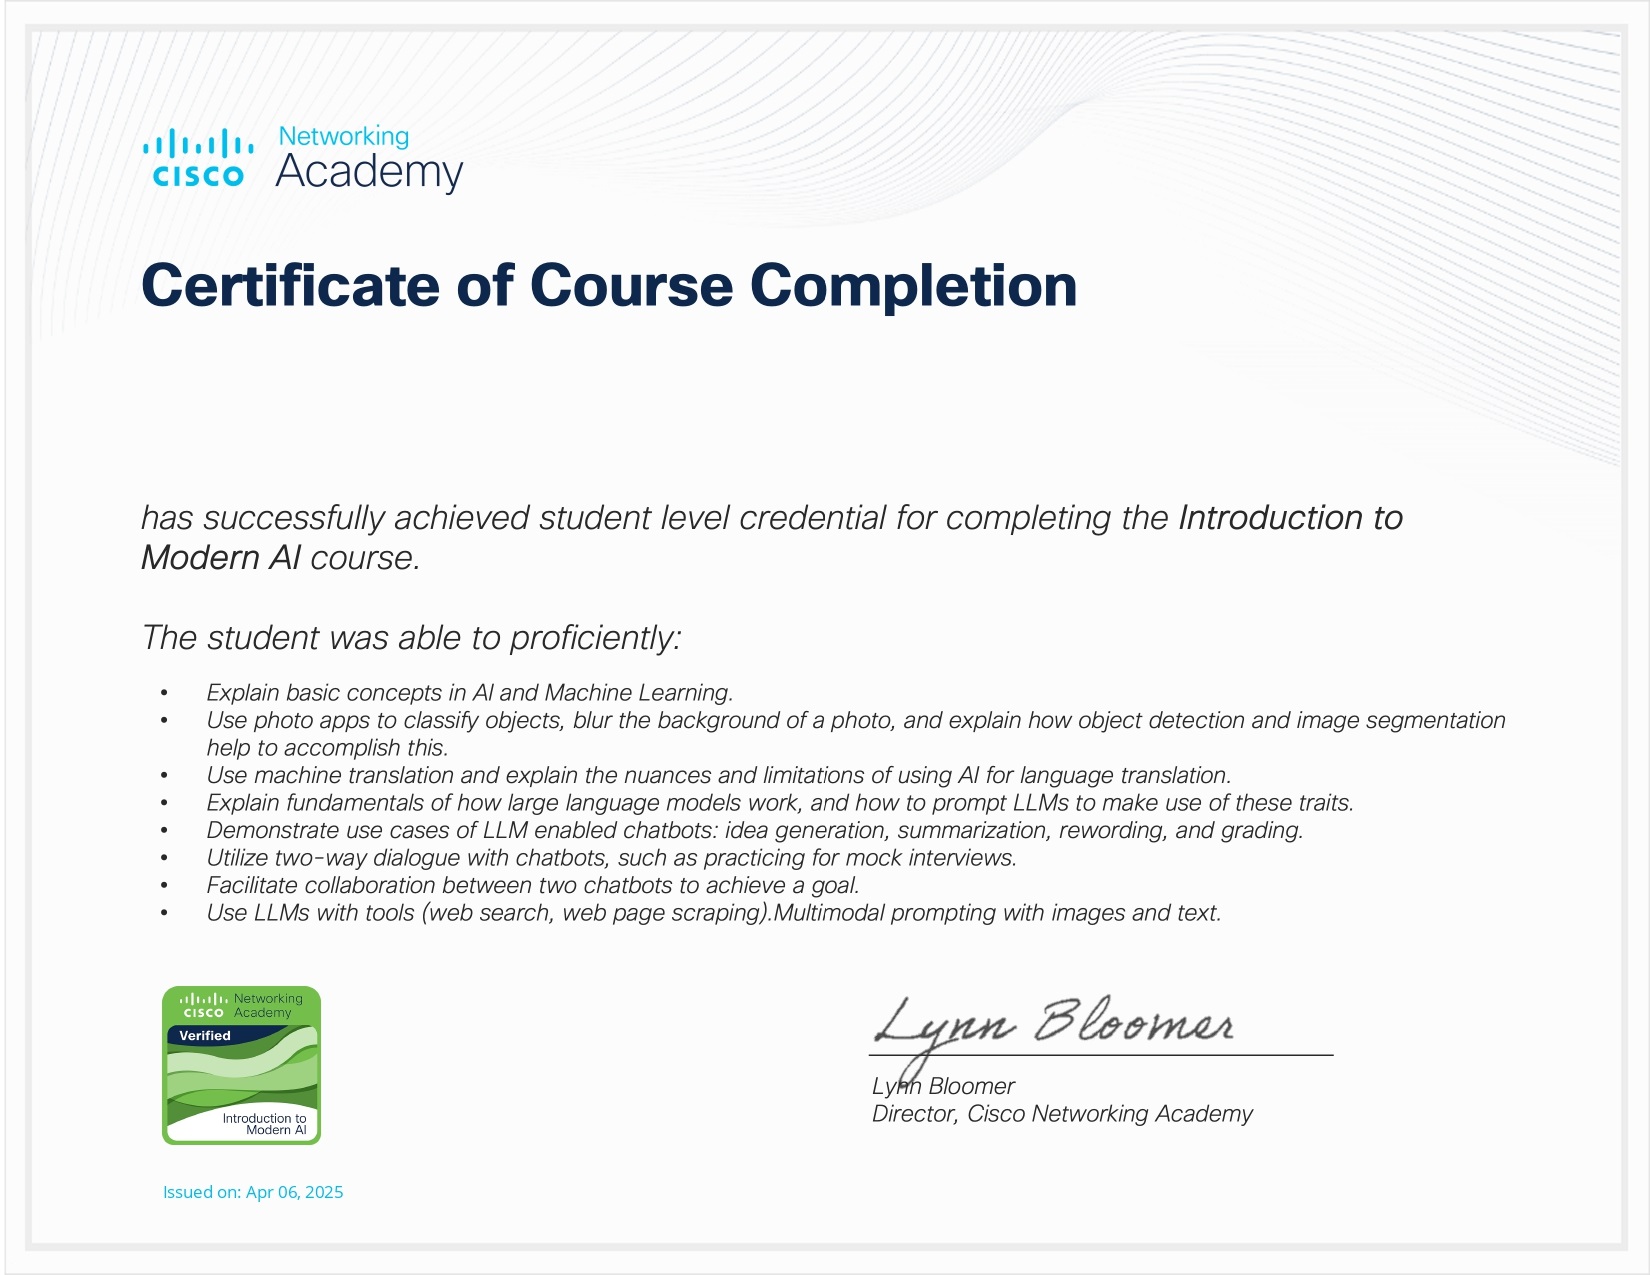 Networking
CISCO Academy
Certificate of Course Completion
has successfully achieved student level credential for completing the Introduction to
Modern AI course.
The student was able to proficiently:
• Explain basic concepts in AI and Machine Learning.
• Use photo apps to classify objects, blur the background of a photo, and explain how object detection and image segmentation
help to accomplish this.
• Use machine translation and explain the nuances and limitations of using AI for language translation.
• Explain fundamentals of how large language models work, and how to prompt LLMs to make use of these traits.
• Demonstrate use cases of LLM enabled chatbots: idea generation, summarization, rewording, and grading.
• Utilize two-way dialogue with chatbots, such as practicing for mock interviews.
• Facilitate collaboration between two chatbots to achieve a goal.
• Use LLMs with tools (web search, web page scraping).Multimodal prompting with images and text.
Networking
CISCO Academy
Verified
Introduction to
Modern AI
Lynn Bloomer
Lynn Bloomer
Director, Cisco Networking Academy
Issued on: Apr 06, 2025